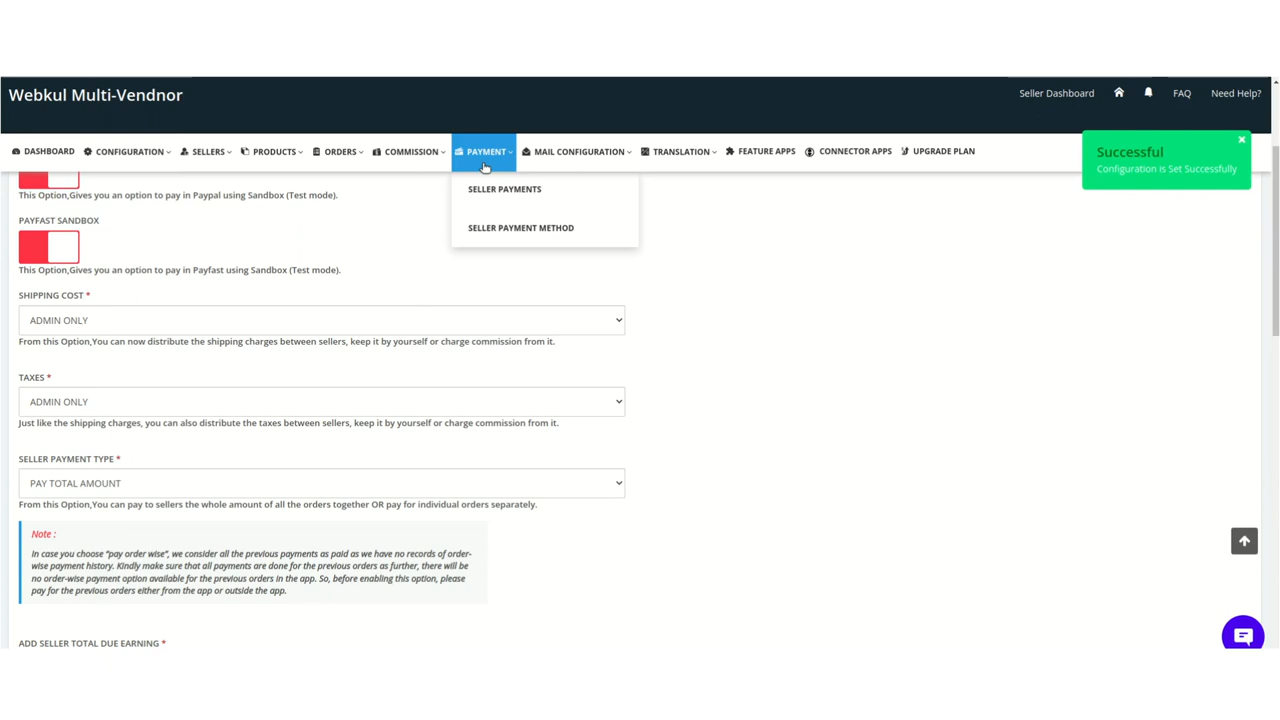 Webkul Multi-Vendnor
Seller Dashboard FAQ Need Help?
DASHBOARD CONFIGURATION SELLERS PRODUCTS ORDERS COMMISSION PAYMENT MAIL CONFIGURATION TRANSLATION FEATURE APPS CONNECTOR APPS UPGRADE PLAN
Successful
Configuration is Set Successfully
SELLER PAYMENTS
SELLER PAYMENT METHOD
This Option,Gives you an option to pay in Paypal using Sandbox (Test mode).
PAYFAST SANDBOX
This Option,Gives you an option to pay in Payfast using Sandbox (Test mode).
SHIPPING COST *
ADMIN ONLY
From this Option,You can now distribute the shipping charges between sellers, keep it by yourself or charge commission from it.
TAXES *
ADMIN ONLY
Just like the shipping charges, you can also distribute the taxes between sellers, keep it by yourself or charge commission from it.
SELLER PAYMENT TYPE *
PAY TOTAL AMOUNT
From this Option,You can pay to sellers the whole amount of all the orders together OR pay for individual orders separately.
Note :
In case you choose "pay order wise", we consider all the previous payments as paid as we have no records of order-
wise payment history. Kindly make sure that all payments are done for the previous orders as further, there will be
no order-wise payment option available for the previous orders in the app. So, before enabling this option, please
pay for the previous orders either from the app or outside the app.
ADD SELLER TOTAL DUE EARNING *